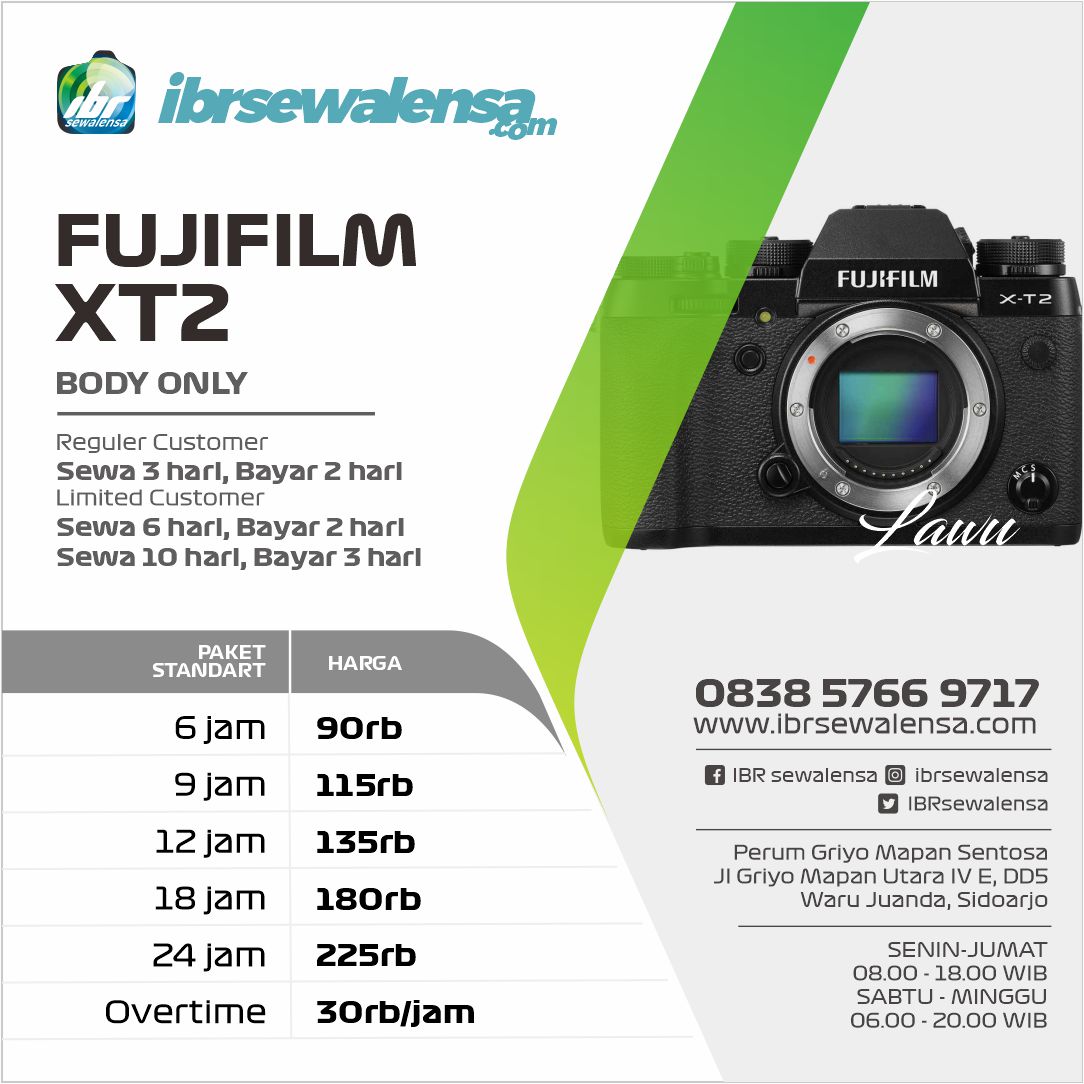 ibr
sewalensa
ibrsewalensa
.com
FUJIFILM
XT2
BODY ONLY
Reguler Customer
Sewa 3 hari, Bayar 2 hari
Limited Customer
Sewa 6 hari, Bayar 2 hari
Sewa 10 hari, Bayar 3 hari
FUJIFILM
X-T2
M C S
Lawu
PAKET
STANDART
HARGA
6 jam 90rb
9 jam 115rb
12 jam 135rb
18 jam 180rb
24 jam 225rb
Overtime 30rb/jam
0838 5766 9717
www.ibrsewalensa.com
IBR sewalensa ibrsewalensa
IBRsewalensa
Perum Griyo Mapan Sentosa
Jl Griyo Mapan Utara IV E, DD5
Waru Juanda, Sidoarjo
SENIN-JUMAT
08.00 - 18.00 WIB
SABTU - MINGGU
06.00 - 20.00 WIB